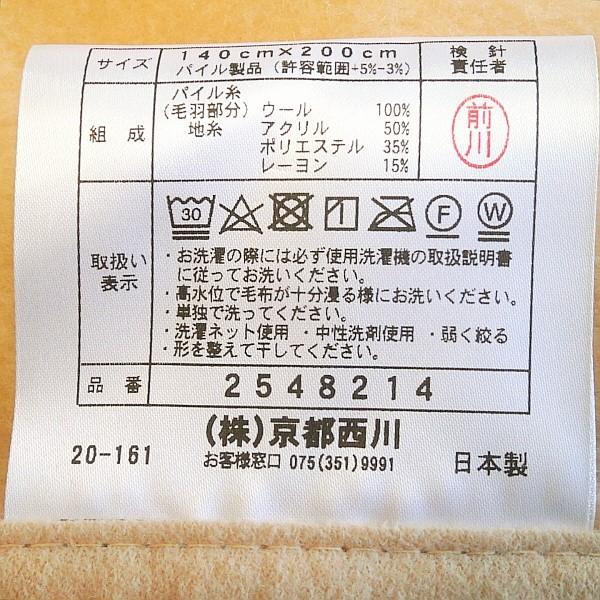 サイズ 140cm×200cm 検 針
パイル製品（許容範囲+5%-3%） 責任者
組 成 パイル糸
（毛羽部分） ウール 100%
地糸 アクリル 50%
ポリエステル 35%
レーヨン 15%
前川
30 F W
取扱い表示
・お洗濯の際には必ず使用洗濯機の取扱説明書
に従ってお洗いください。
・高水位で毛布が十分浸る様にお洗いください。
・単独で洗ってください。
・洗濯ネット使用 ・中性洗剤使用 ・弱く絞る
・形を整えて干してください。
品 番 2548214
(株)京都西川
20-161 お客様窓口 075(351)9991 日本製